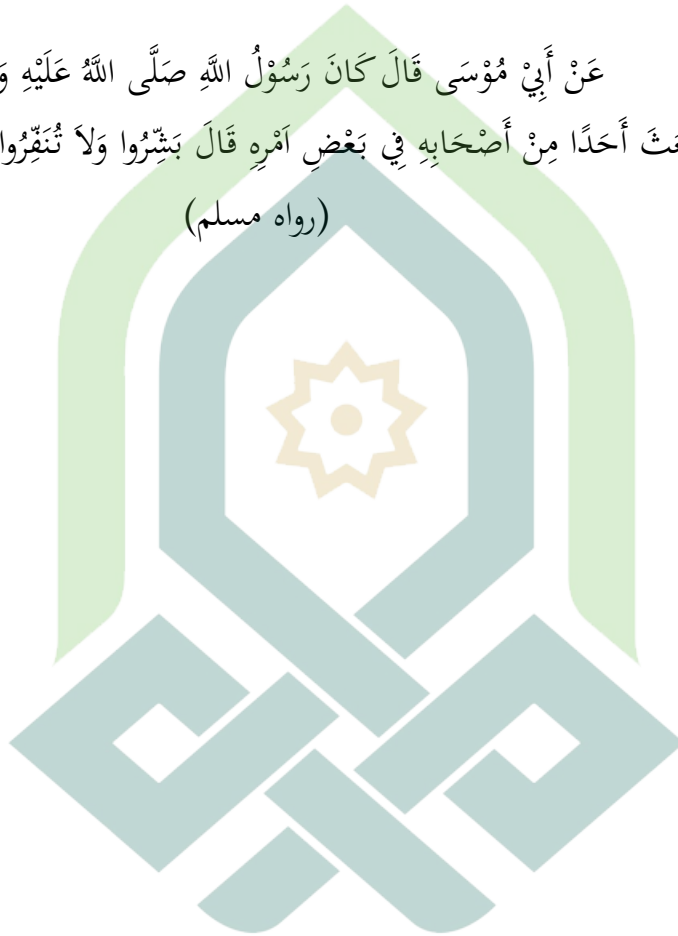 عَنْ أَبِيْ مُوْسَى قَالَ كَانَ رَسُوْلُ اللَّهِ صَلَّى اللَّهُ عَلَيْهِ
أَحَدًا مِنْ أَصْحَابِهِ فِي بَعْضِ اَمْرِهِ قَالَ بَشِّرُوا وَلاَ تُنَفِّرُوا
(رواه مسلم)